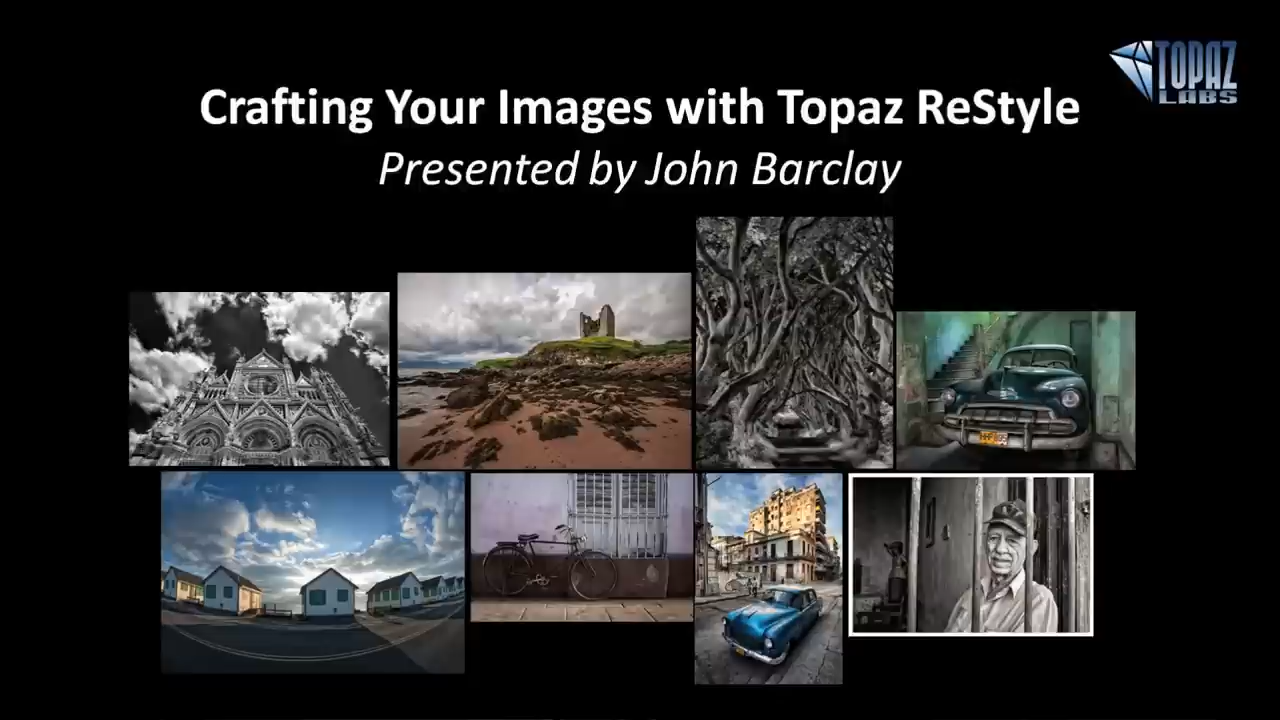 Crafting Your Images with Topaz ReStyle
Presented by John Barclay
TOPAZ
LABS